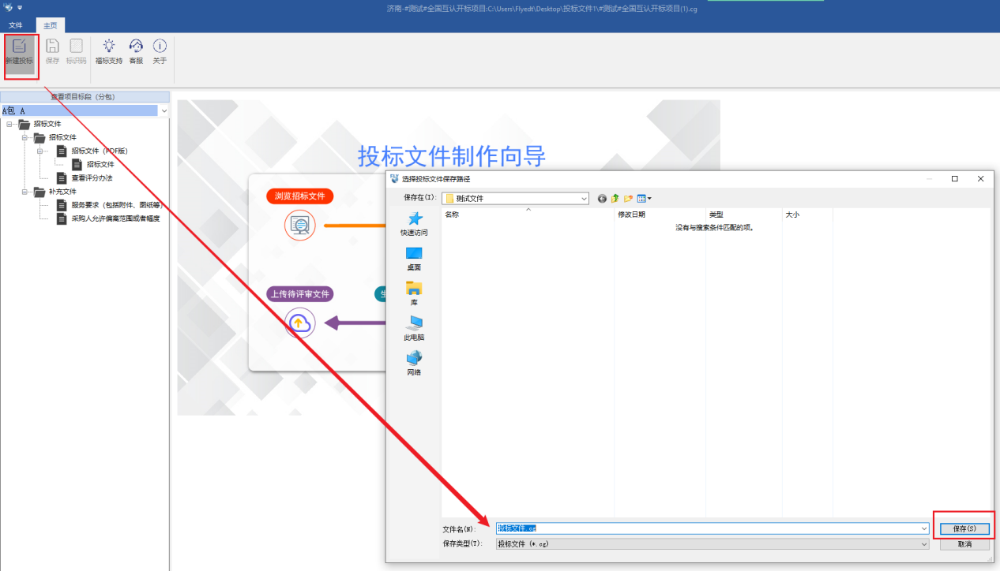 济南-#测试#全国互认开标项目:C:\Users\Flyedt\Desktop\投标文件1\#测试#全国互认开标项目(1).cg
文件 主页
新建投标 保存 标识码 福标支持 客服 关于
查看项目标段（分包）
A包 A
招标文件
招标文件
招标文件（PDF版）
招标文件
查看评分办法
补充文件
服务要求（包括附件、图纸等）
采购人允许偏离范围或者幅度
投标文件制作向导
浏览招标文件
上传待评审文件
选择投标文件保存路径
保存在(I): 测试文件
名称 修改日期 类型 大小
没有与搜索条件匹配的项。
快速访问
桌面
库
此电脑
网络
文件名(N): 投标文件.cg 保存(S)
保存类型(T): 投标文件 (*.cg) 取消